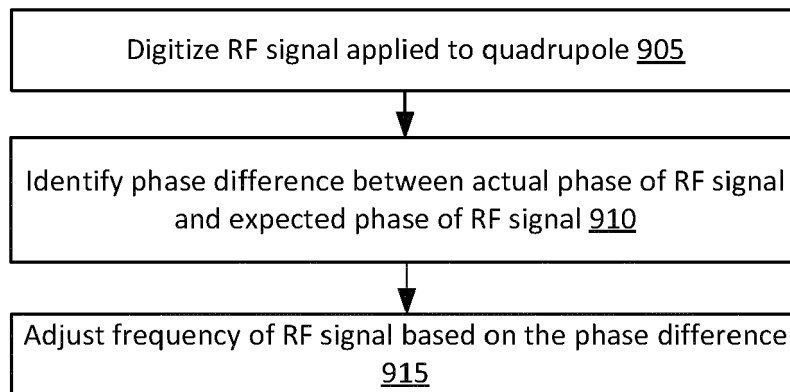 Digitize RF signal applied to quadrupole 905
Identify phase difference between actual phase of RF signal
and expected phase of RF signal 910
Adjust frequency of RF signal based on the phase difference
915